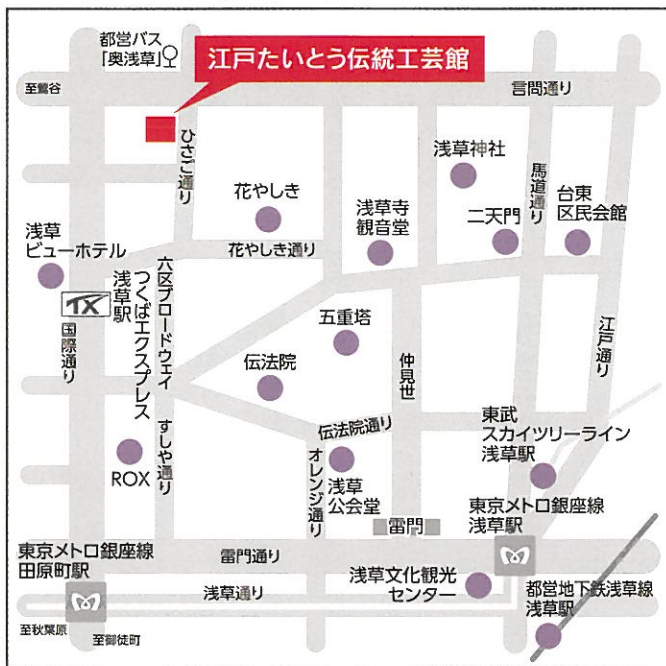 都営バス
「奥浅草」
江戸たいとう伝統工芸館
至鶯谷
言問通り
ひさご通り
浅草神社
馬道通り
花やしき
浅草寺
観音堂
二天門
台東
区民会館
浅草
ビューホテル
花やしき通り
TX
浅草駅
つくばエクスプレス
六区ブロードウェイ
国際通り
五重塔
江戸通り
伝法院
仲見世
伝法院通り
東武
スカイツリーライン
浅草駅
すしや通り
ROX
オレンジ通り
浅草
公会堂
雷門
東京メトロ銀座線
浅草駅
東京メトロ銀座線
田原町駅
雷門通り
浅草通り
浅草文化観光
センター
都営地下鉄浅草線
浅草駅
至秋葉原
至御徒町